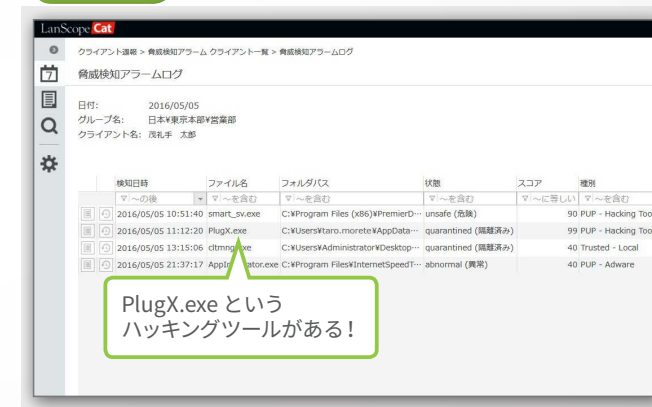 LanScope Cat
クライアント週報 > 脅威検知アラーム クライアント一覧 > 脅威検知アラームログ
7
脅威検知アラームログ
日付: 2016/05/05
グループ名: 日本¥東京本部¥営業部
クライアント名: 茂礼手 太郎
検知日時 ファイル名 フォルダパス 状態 スコア 種別
～の後 ～を含む ～を含む ～を含む ～に等しい ～を含む
2016/05/05 10:51:40 smart_sv.exe C:¥Program Files (x86)¥PremierD… unsafe (危険) 90 PUP - Hacking Too
2016/05/05 11:12:20 PlugX.exe C:¥Users¥taro.morete¥AppData… quarantined (隔離済み) 99 PUP - Hacking Too
2016/05/05 13:15:06 C:¥Users¥Administrator¥Desktop… quarantined (隔離済み) 40 Trusted - Local
2016/05/05 21:37:17 C:¥Program Files¥InternetSpeedT… abnormal (異常) 40 PUP - Adware
PlugX.exe という
ハッキングツールがある！